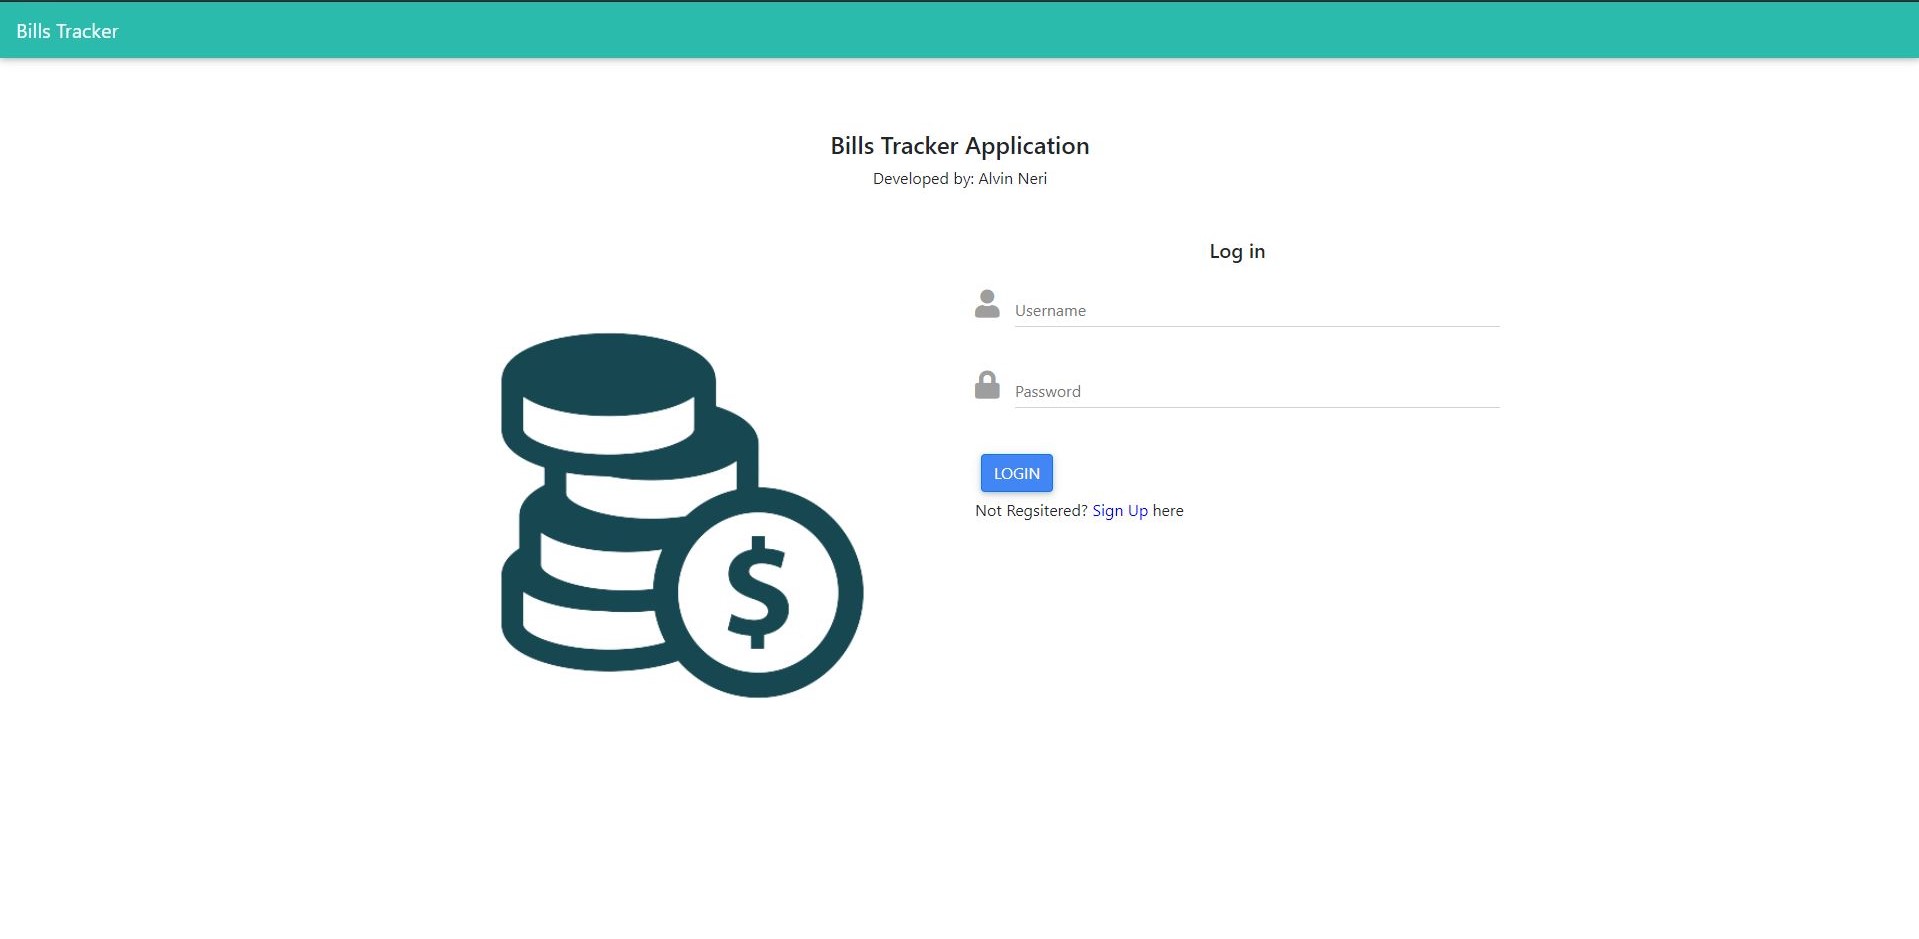 Bills Tracker
Bills Tracker Application
Developed by: Alvin Neri
Log in
Username
Password
LOGIN
Not Regsitered? Sign Up here
$